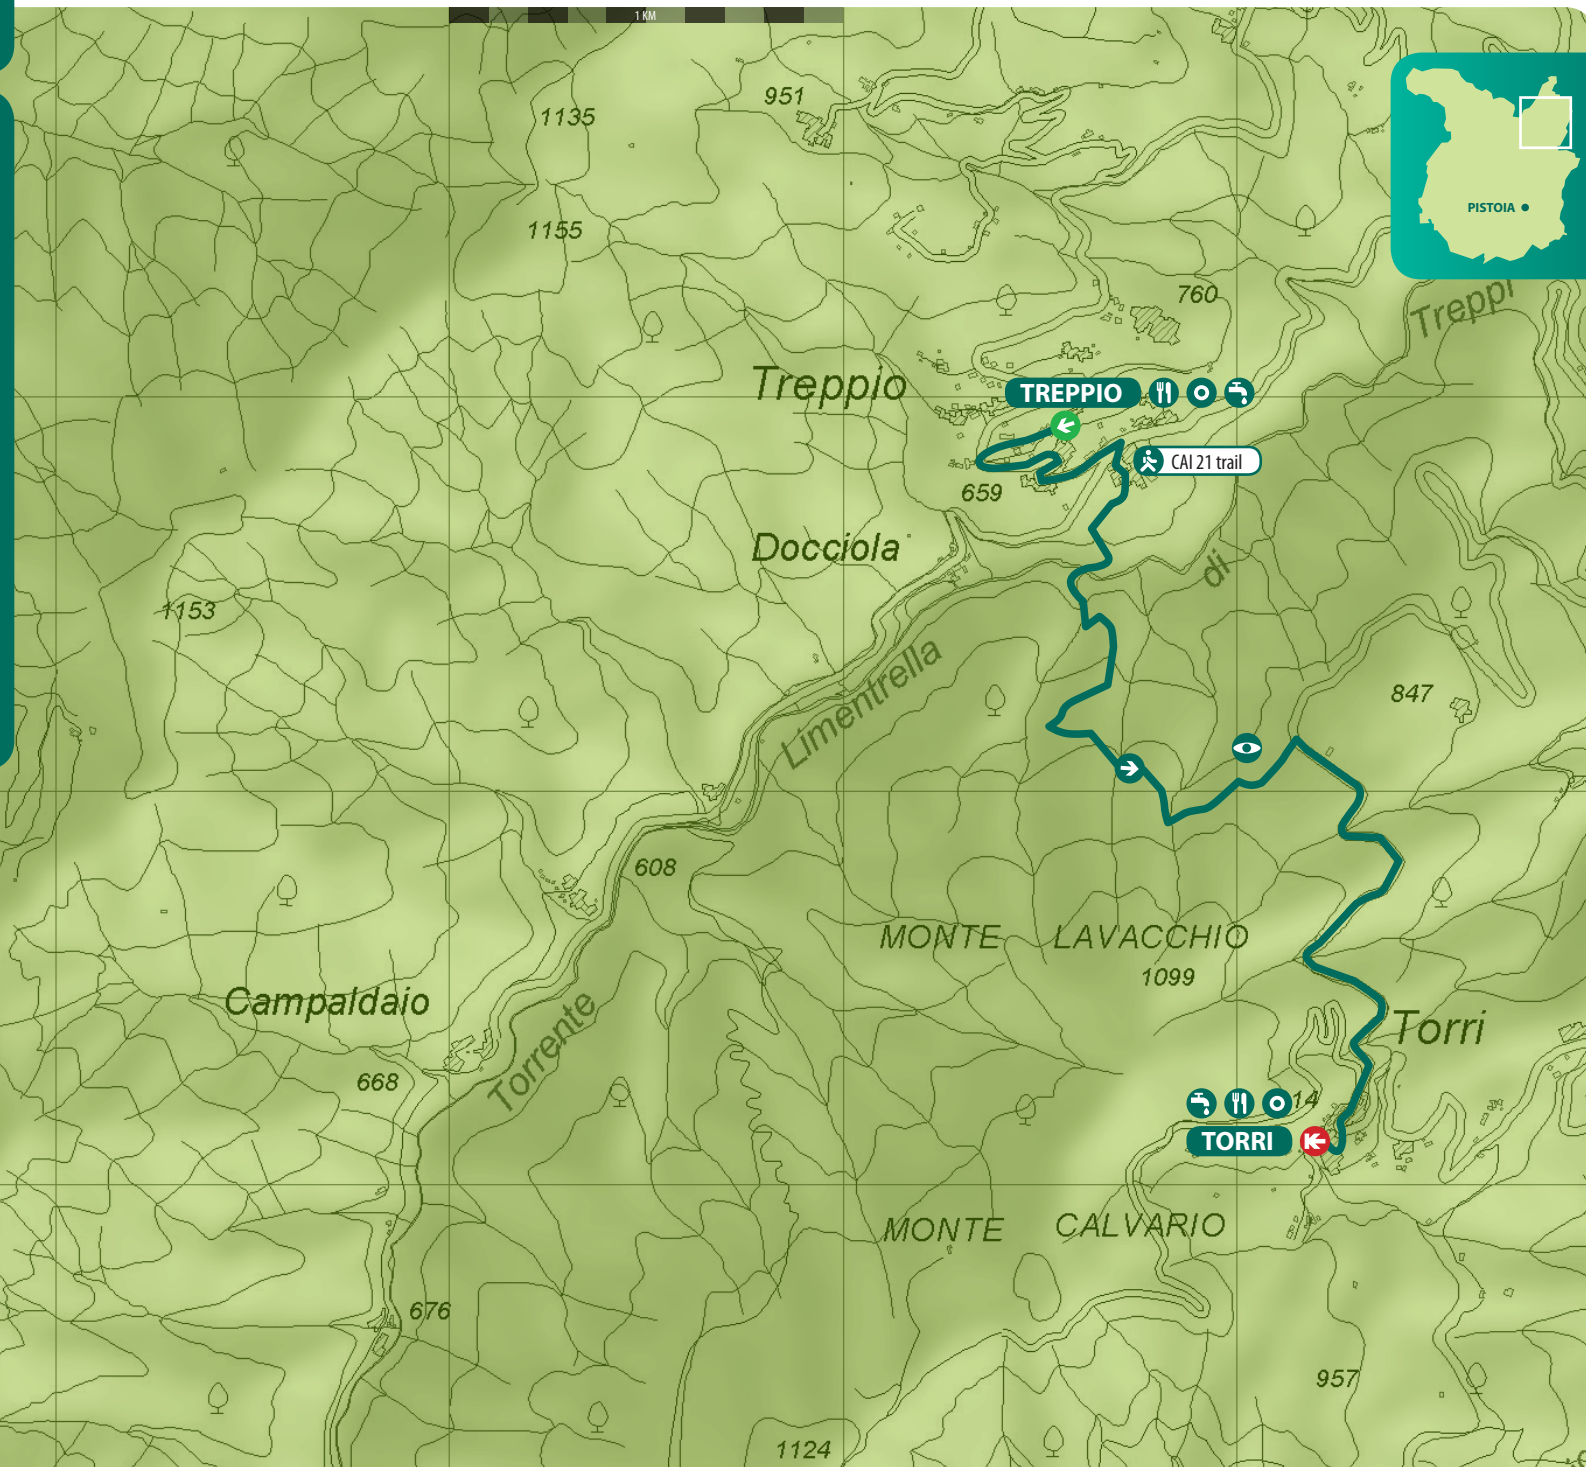 1 KM
951
1135
1155
PISTOIA
760
Treppi
Treppio
TREPPIO
CAI 21 trail
659
Docciola
di
1153
Limentrella
847
608
MONTE LAVACCHIO
1099
Campaldaio
Torrente
Torri
668
14
TORRI
MONTE CALVARIO
676
957
1124